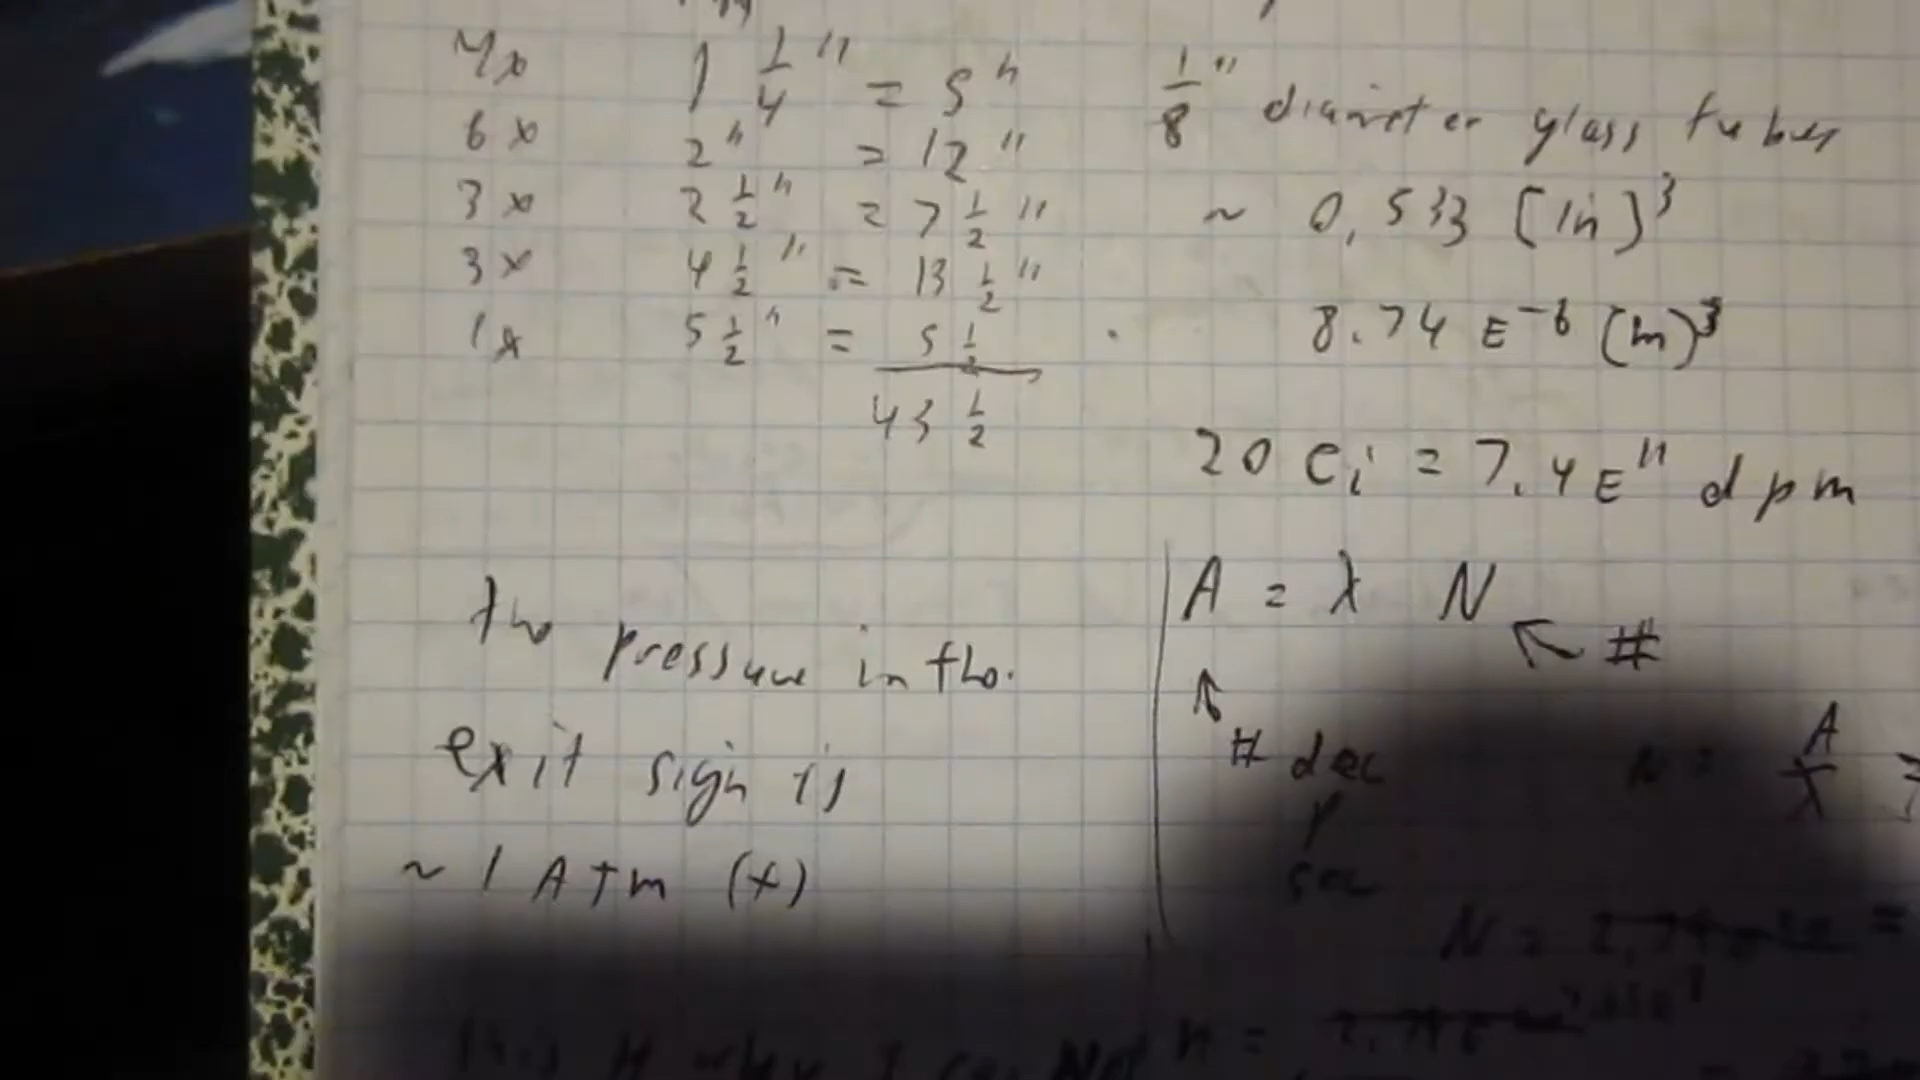 4x 1 1/4" = 5"
6x 2" = 12"
3x 2 1/2" = 7 1/2"
3x 4 1/2" = 13 1/2"
1x 5 1/2" = 5 1/2
43 1/2
1/8" diameter glass tubes
~ 0,533 [in]³
8.74 E⁻⁶ (m)³
20 Ci = 7.4 E¹¹ dpm
the pressure in the.
exit sign is
~ 1 ATm (x)
A = λ N
← #
↑
# dec
p
sec
N = A/λ =
N =